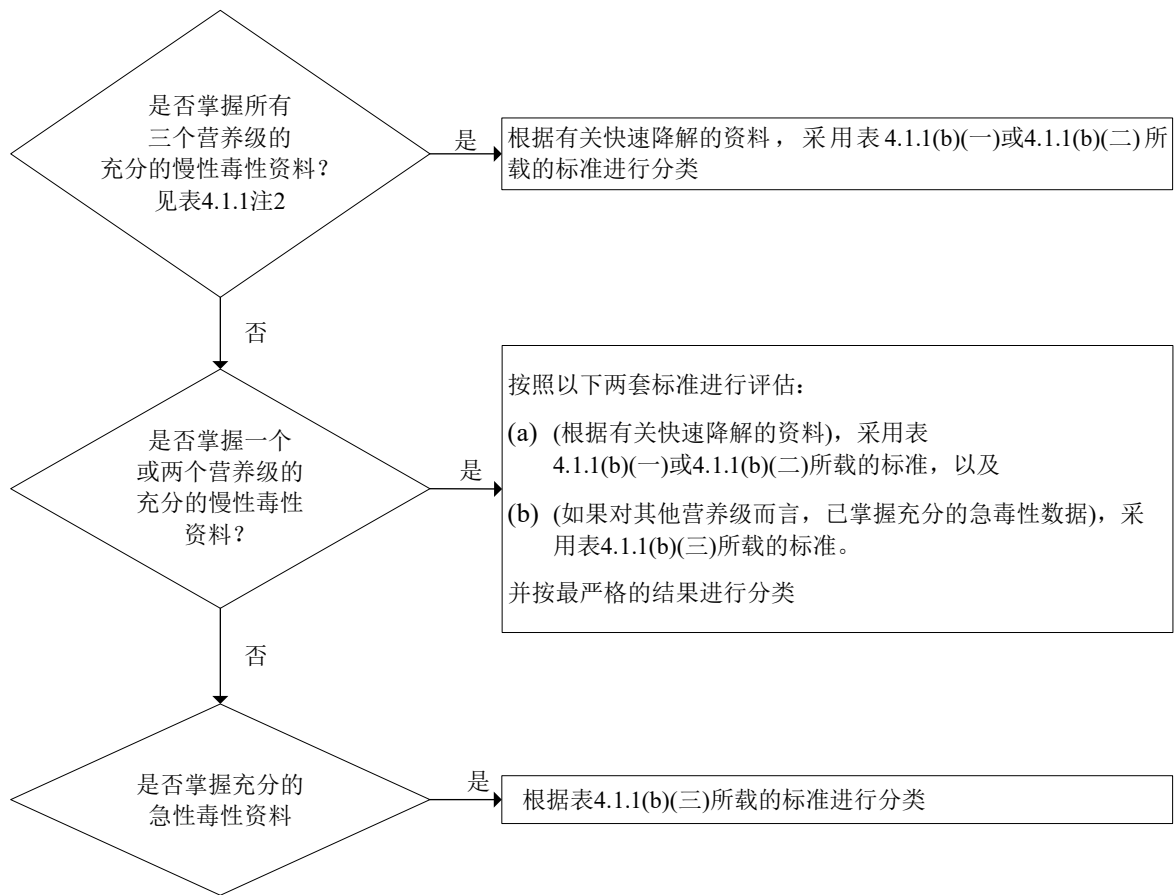 是否掌握所有
三个营养级的
充分的慢性毒性资料？
见表4.1.1注2
是
根据有关快速降解的资料，采用表4.1.1(b)(一)或4.1.1(b)(二)所
载的标准进行分类
否
是否掌握一个
或两个营养级的
充分的慢性毒性
资料？
是
按照以下两套标准进行评估：
(a) (根据有关快速降解的资料)，采用表
4.1.1(b)(一)或4.1.1(b)(二)所载的标准，以及
(b) (如果对其他营养级而言，已掌握充分的急毒性数据)，采
用表4.1.1(b)(三)所载的标准。
并按最严格的结果进行分类
否
是否掌握充分的
急性毒性资料
是
根据表4.1.1(b)(三)所载的标准进行分类